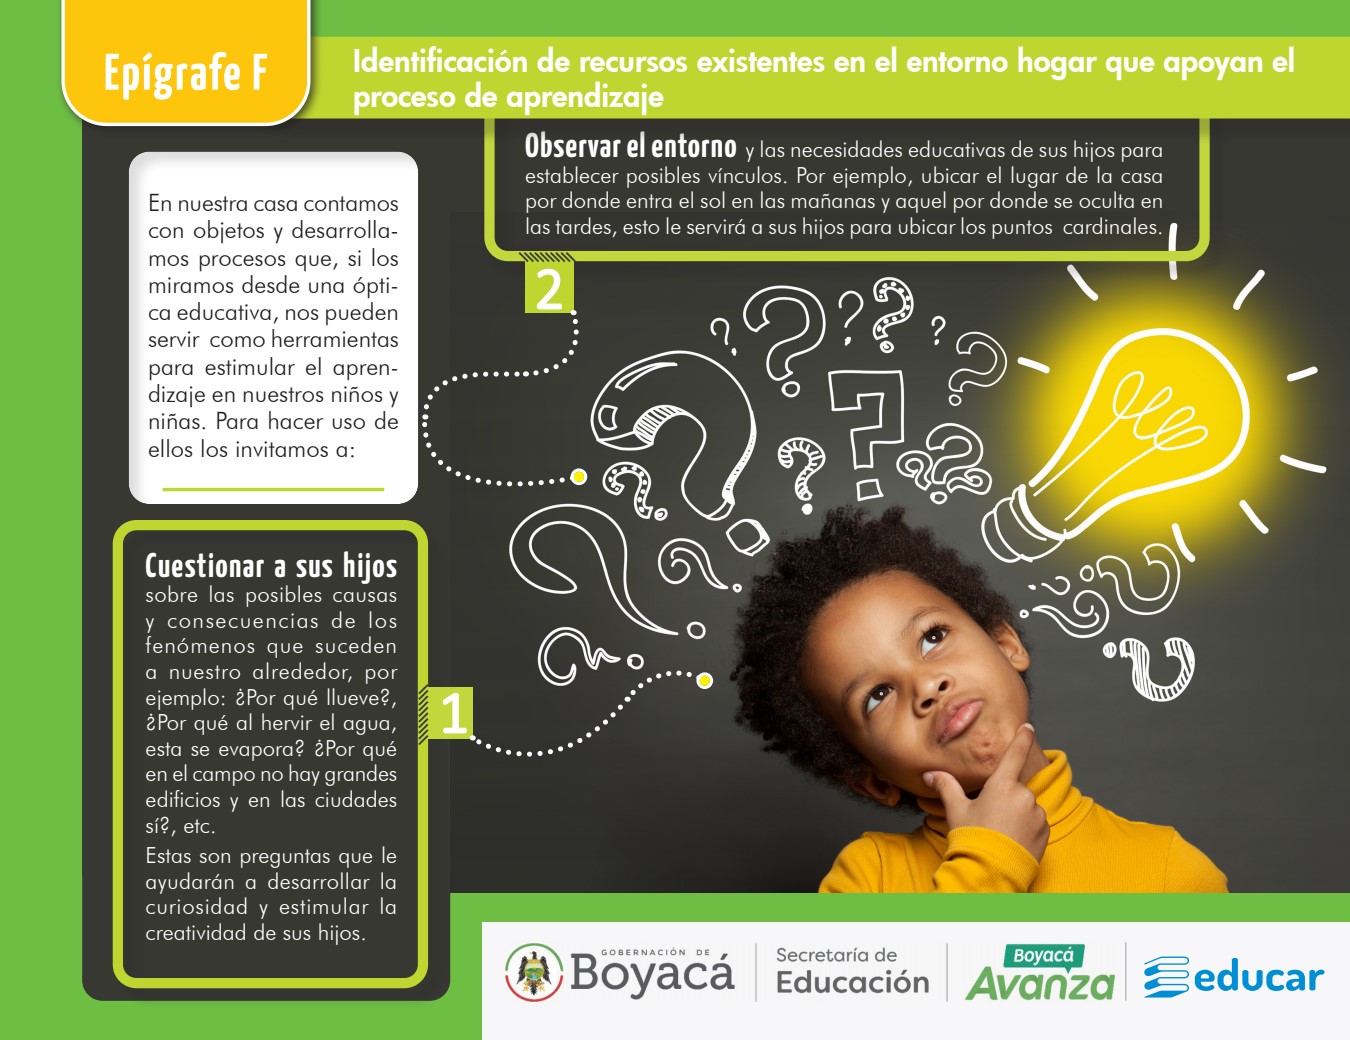 Epígrafe F
Identificación de recursos existentes en el entorno hogar que apoyan el
proceso de aprendizaje
En nuestra casa contamos
con objetos y desarrolla-
mos procesos que, si los
miramos desde una ópti-
ca educativa, nos pueden
servir como herramientas
para estimular el apren-
dizaje en nuestros niños y
niñas. Para hacer uso de
ellos los invitamos a:
Cuestionar a sus hijos
sobre las posibles causas
y consecuencias de los
fenómenos que suceden
a nuestro alrededor, por
ejemplo: ¿Por qué llueve?,
¿Por qué al hervir el agua,
esta se evapora? ¿Por qué
en el campo no hay grandes
edificios y en las ciudades
sí?, etc.
Estas son preguntas que le
ayudarán a desarrollar la
curiosidad y estimular la
creatividad de sus hijos.
1
Observar el entorno y las necesidades educativas de sus hijos para
establecer posibles vínculos. Por ejemplo, ubicar el lugar de la casa
por donde entra el sol en las mañanas y aquel por donde se oculta en
las tardes, esto le servirá a sus hijos para ubicar los puntos cardinales.
2
GOBERNACIÓN DE
Boyacá
Secretaría de
Educación
Boyacá
Avanza
educar